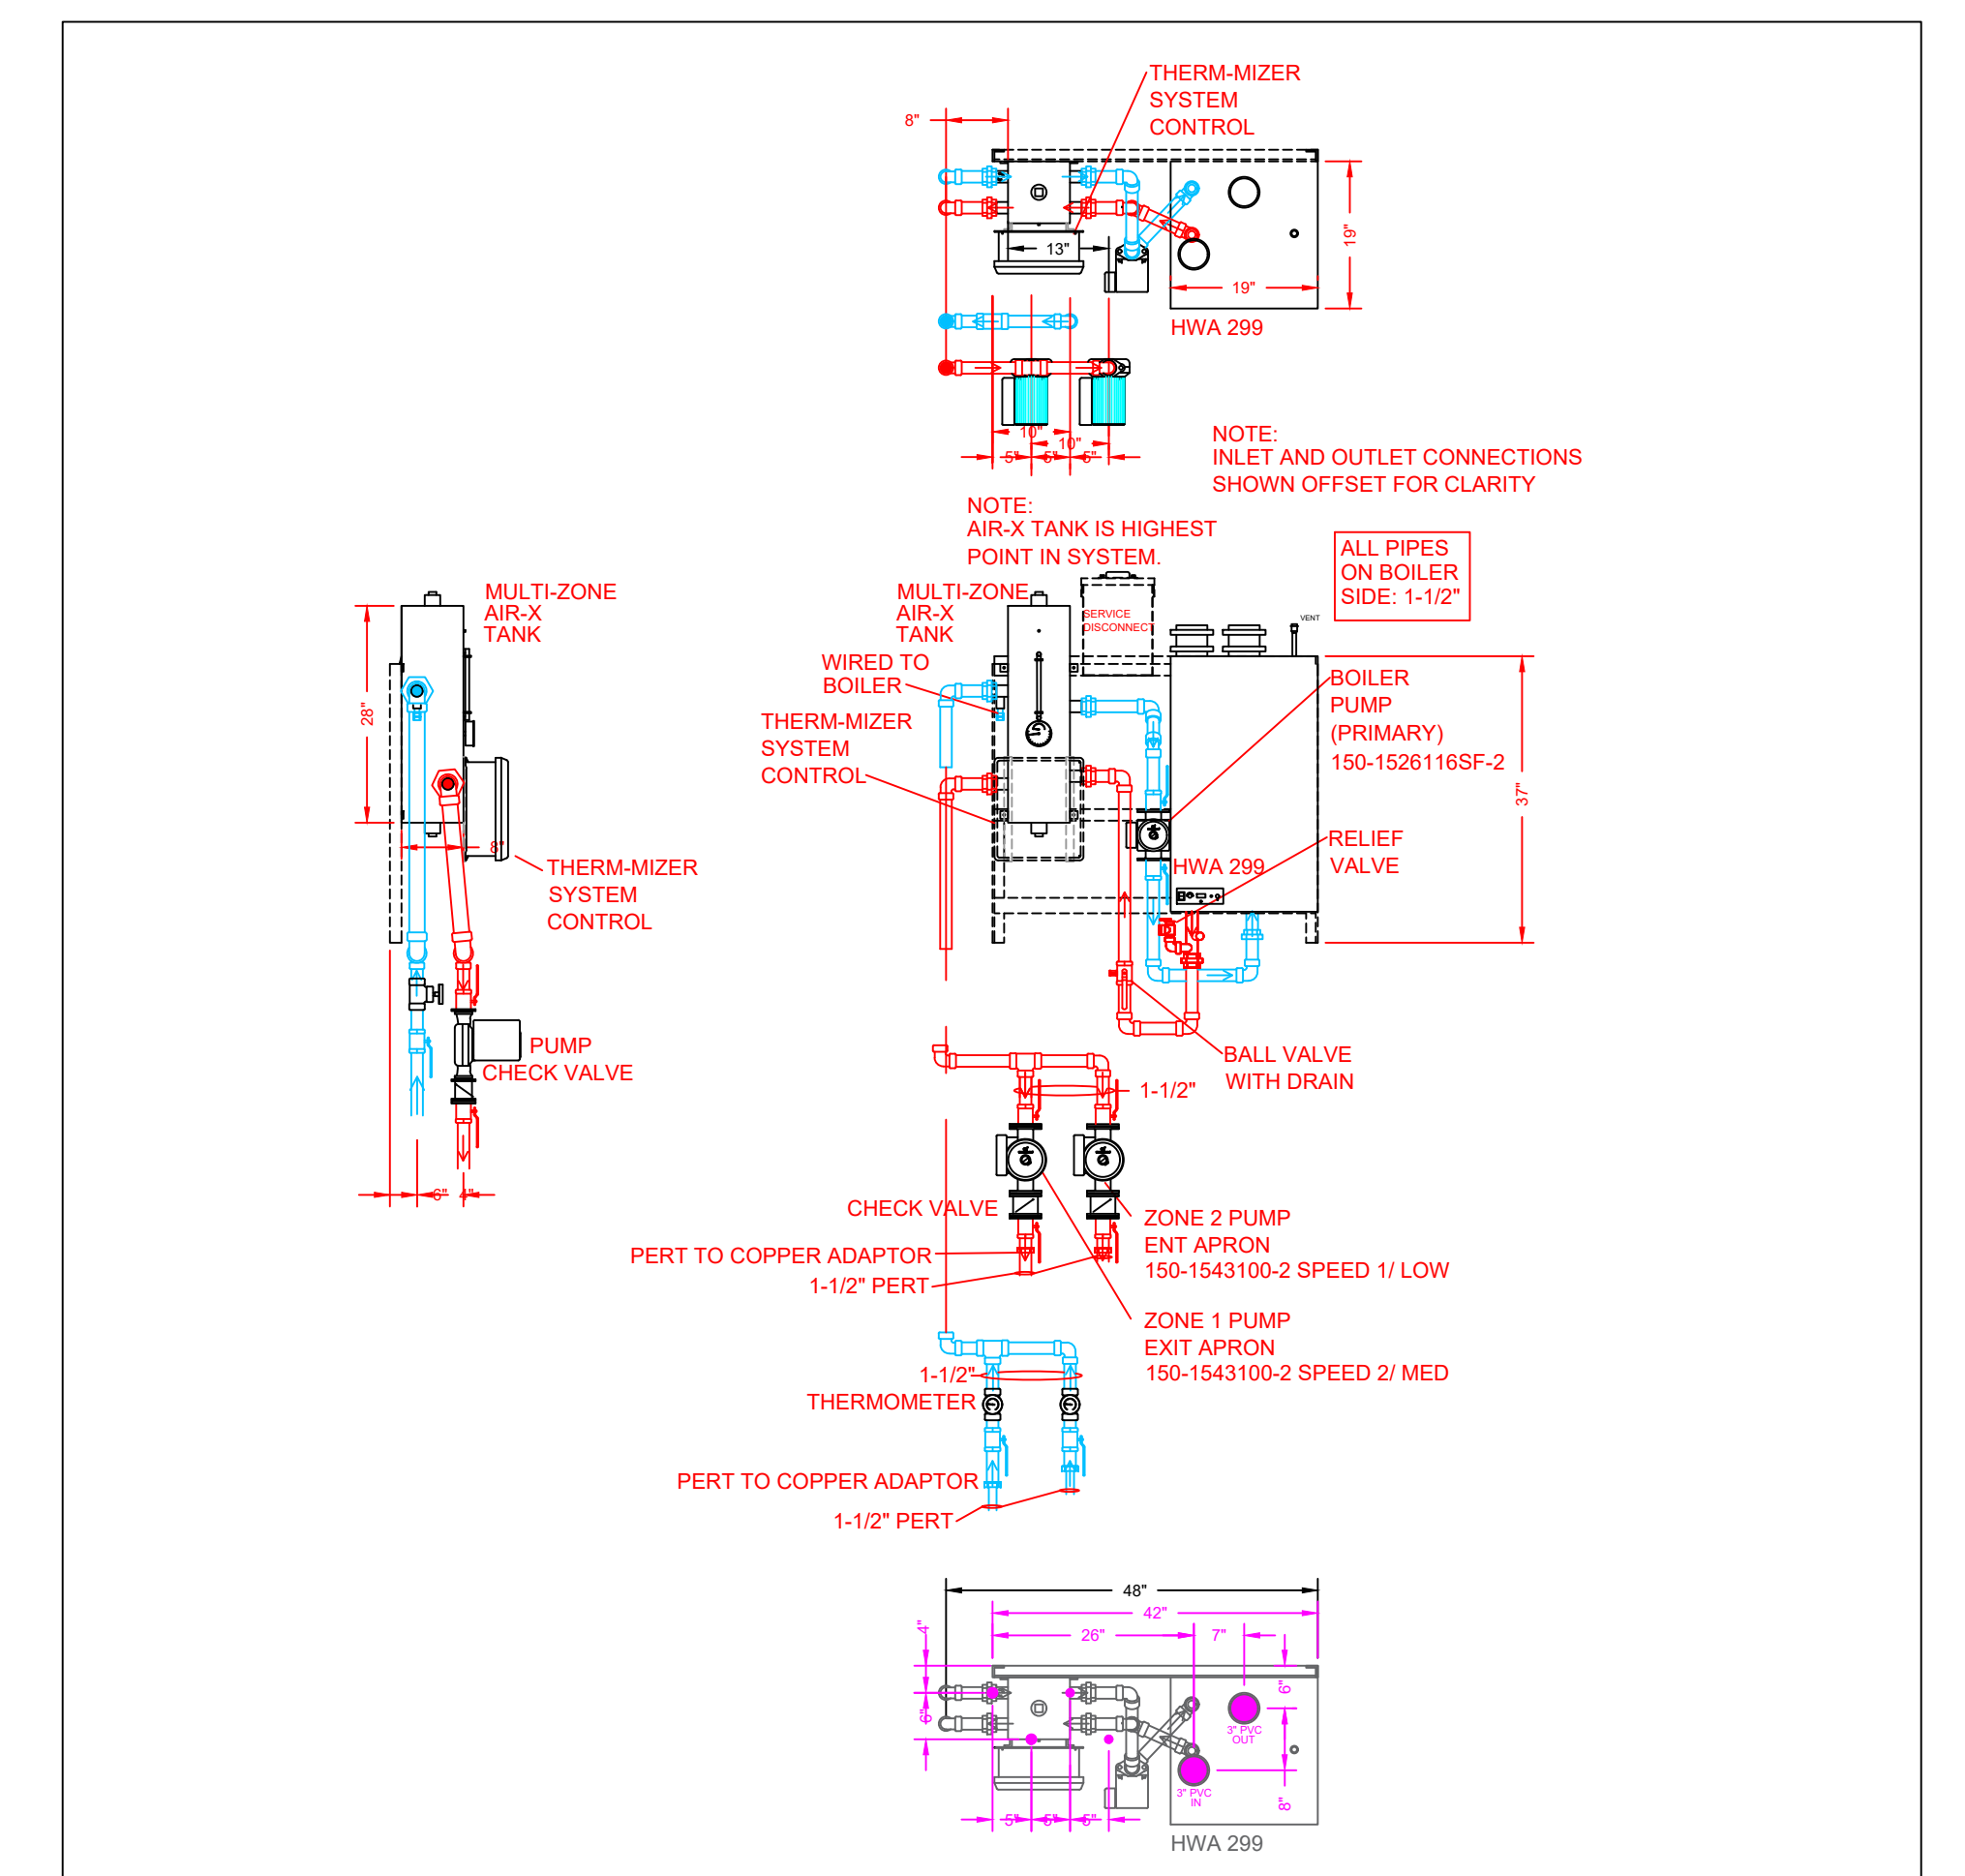 THERM-MIZER
SYSTEM
CONTROL
8"
13"
19"
19"
HWA 299
10"
10"
5" 5" 5"
NOTE:
INLET AND OUTLET CONNECTIONS
SHOWN OFFSET FOR CLARITY
NOTE:
AIR-X TANK IS HIGHEST
POINT IN SYSTEM.
ALL PIPES
ON BOILER
SIDE: 1-1/2"
MULTI-ZONE
AIR-X
TANK
28"
8"
THERM-MIZER
SYSTEM
CONTROL
PUMP
CHECK VALVE
6" 4"
MULTI-ZONE
AIR-X
TANK
SERVICE
DISCONNECT
VENT
WIRED TO
BOILER
THERM-MIZER
SYSTEM
CONTROL
BOILER
PUMP
(PRIMARY)
150-1526116SF-2
37"
RELIEF
VALVE
HWA 299
BALL VALVE
WITH DRAIN
1-1/2"
CHECK VALVE
PERT TO COPPER ADAPTOR
1-1/2" PERT
ZONE 2 PUMP
ENT APRON
150-1543100-2 SPEED 1/ LOW
ZONE 1 PUMP
EXIT APRON
150-1543100-2 SPEED 2/ MED
1-1/2"
THERMOMETER
PERT TO COPPER ADAPTOR
1-1/2" PERT
48"
42"
26"
7"
4"
6"
6"
8"
3" PVC
OUT
3" PVC
IN
5" 5" 5"
HWA 299